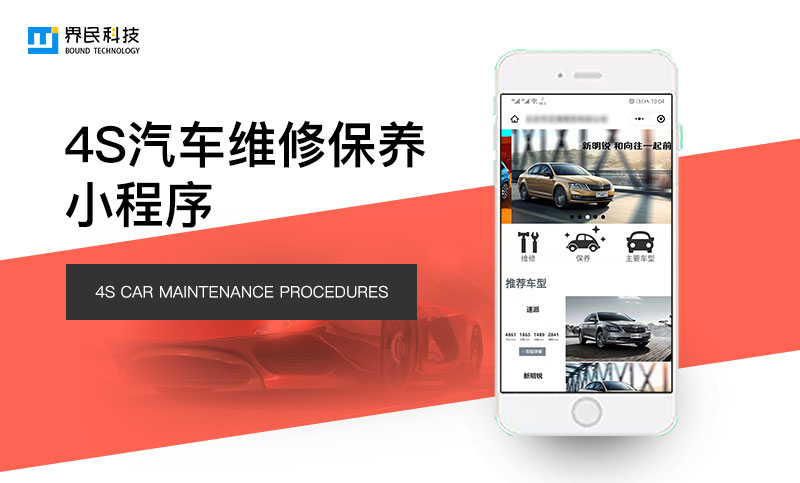 界民科技
BOUND TECHNOLOGY
4S汽车维修保养
小程序
4S CAR MAINTENANCE PROCEDURES
10:04
新明锐 和向往一起前
维修
保养
主要车型
推荐车型
速派
4861 1865 1489 2841
新明锐